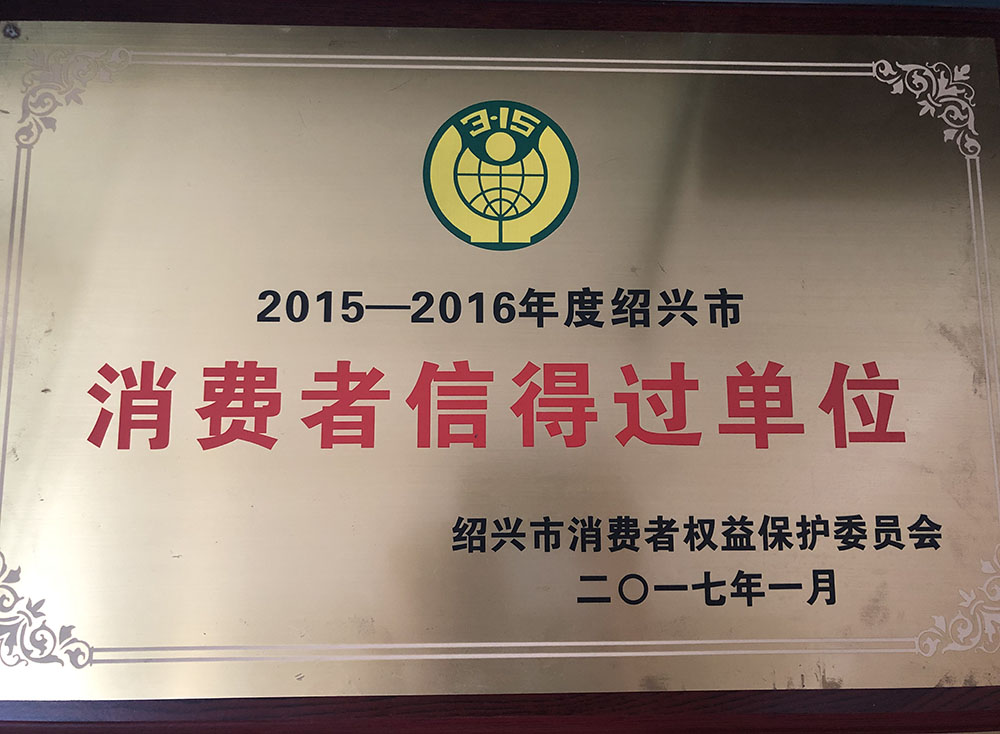 3·15
2015—2016年度绍兴市
消费者信得过单位
绍兴市消费者权益保护委员会
二〇一七年一月